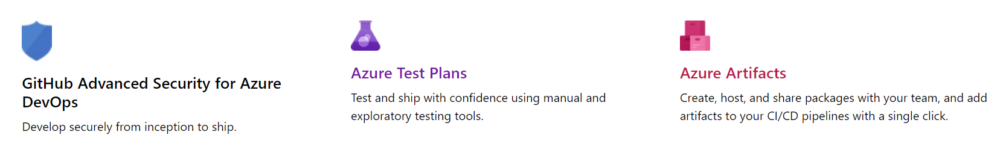 GitHub Advanced Security for Azure
DevOps
Develop securely from inception to ship.
Azure Test Plans
Test and ship with confidence using manual and
exploratory testing tools.
Azure Artifacts
Create, host, and share packages with your team, and add
artifacts to your CI/CD pipelines with a single click.